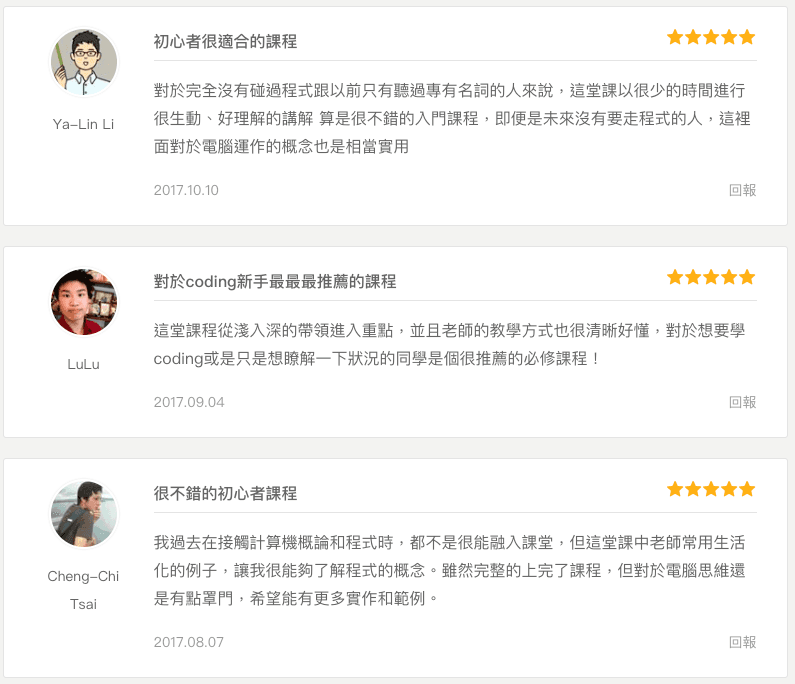 初心者很適合的課程
Ya-Lin Li
對於完全沒有碰過程式跟以前只有聽過專有名詞的人來說，這堂課以很少的時間進行
很生動、好理解的講解 算是很不錯的入門課程，即便是未來沒有要走程式的人，這裡
面對於電腦運作的概念也是相當實用
2017.10.10
回報
對於coding新手最最最推薦的課程
LuLu
這堂課程從淺入深的帶領進入重點，並且老師的教學方式也很清晰好懂，對於想要學
coding或是只是想瞭解一下狀況的同學是個很推薦的必修課程！
2017.09.04
回報
很不錯的初心者課程
Cheng-Chi
Tsai
我過去在接觸計算機概論和程式時，都不是很能融入課堂，但這堂課中老師常用生活
化的例子，讓我很能夠了解程式的概念。雖然完整的上完了課程，但對於電腦思維還
是有點罩門，希望能有更多實作和範例。
2017.08.07
回報